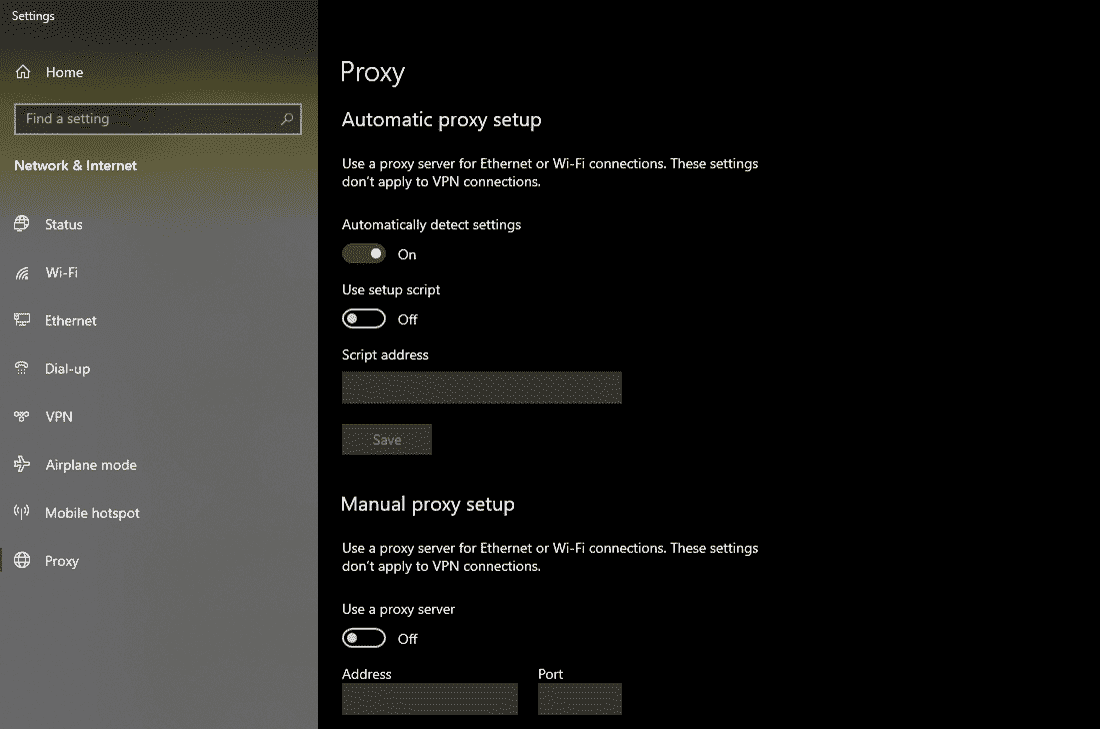 Settings
Home
Find a setting
Network & Internet
Status
Wi-Fi
Ethernet
Dial-up
VPN
Airplane mode
Mobile hotspot
Proxy
Proxy
Automatic proxy setup
Use a proxy server for Ethernet or Wi-Fi connections. These settings
don't apply to VPN connections.
Automatically detect settings
On
Use setup script
Off
Script address
Save
Manual proxy setup
Use a proxy server for Ethernet or Wi-Fi connections. These settings
don't apply to VPN connections.
Use a proxy server
Off
Address Port